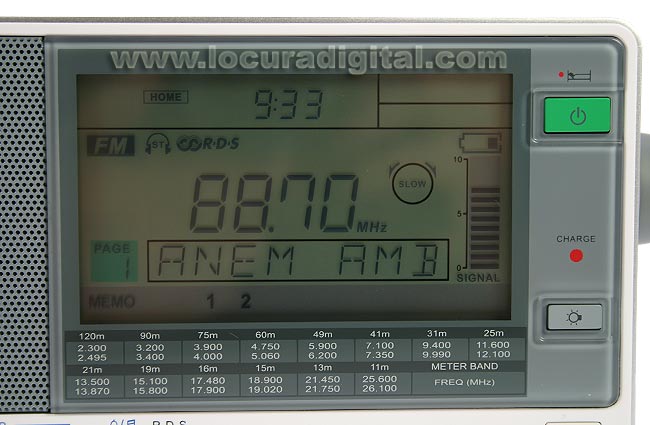 www.locuradigital.com
HOME 9:33
FM ST R·D·S
10
88.70 MHz SLOW
5
PAGE 1 ANEM AMB
0
SIGNAL
MEMO 1 2
CHARGE
120m 90m 75m 60m 49m 41m 31m 25m
2.300 3.200 3.900 4.750 5.900 7.100 9.400 11.600
2.495 3.400 4.000 5.060 6.200 7.350 9.990 12.100
21m 19m 16m 15m 13m 11m METER BAND
13.500 15.100 17.480 18.900 21.450 25.600 FREQ (MHz)
13.870 15.800 17.900 19.020 21.750 26.100
R.D.S